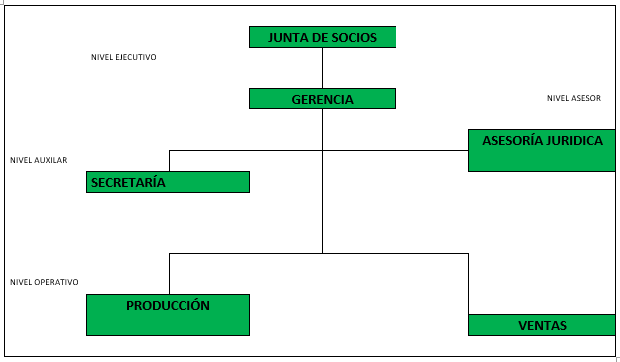 JUNTA DE SOCIOS
NIVEL EJECUTIVO
GERENCIA
NIVEL ASESOR
ASESORÍA JURIDICA
NIVEL AUXILAR
SECRETARÍA
NIVEL OPERATIVO
PRODUCCIÓN
VENTAS